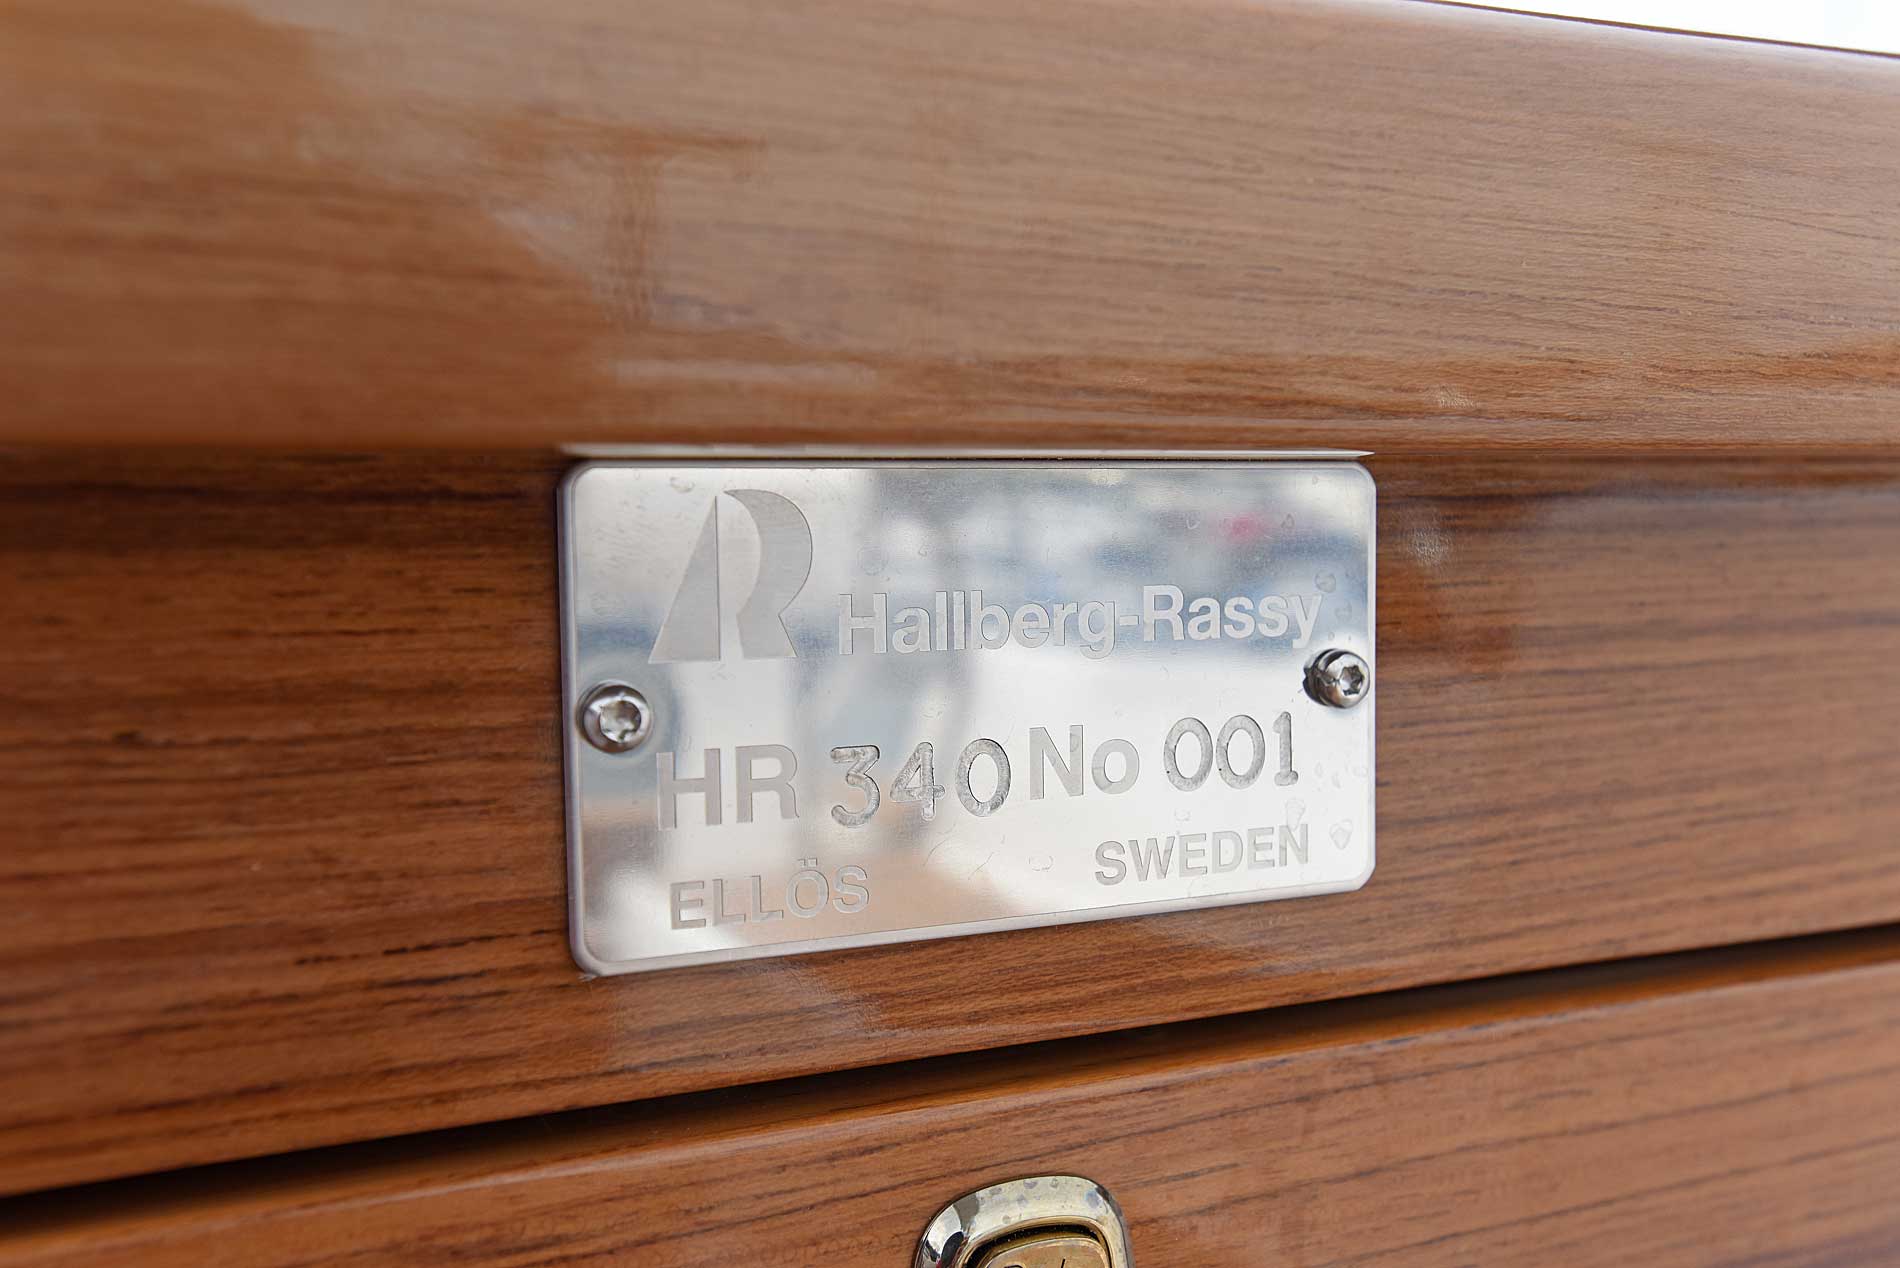 Hallberg-Rassy
HR 340 No 001
ELLÖS SWEDEN